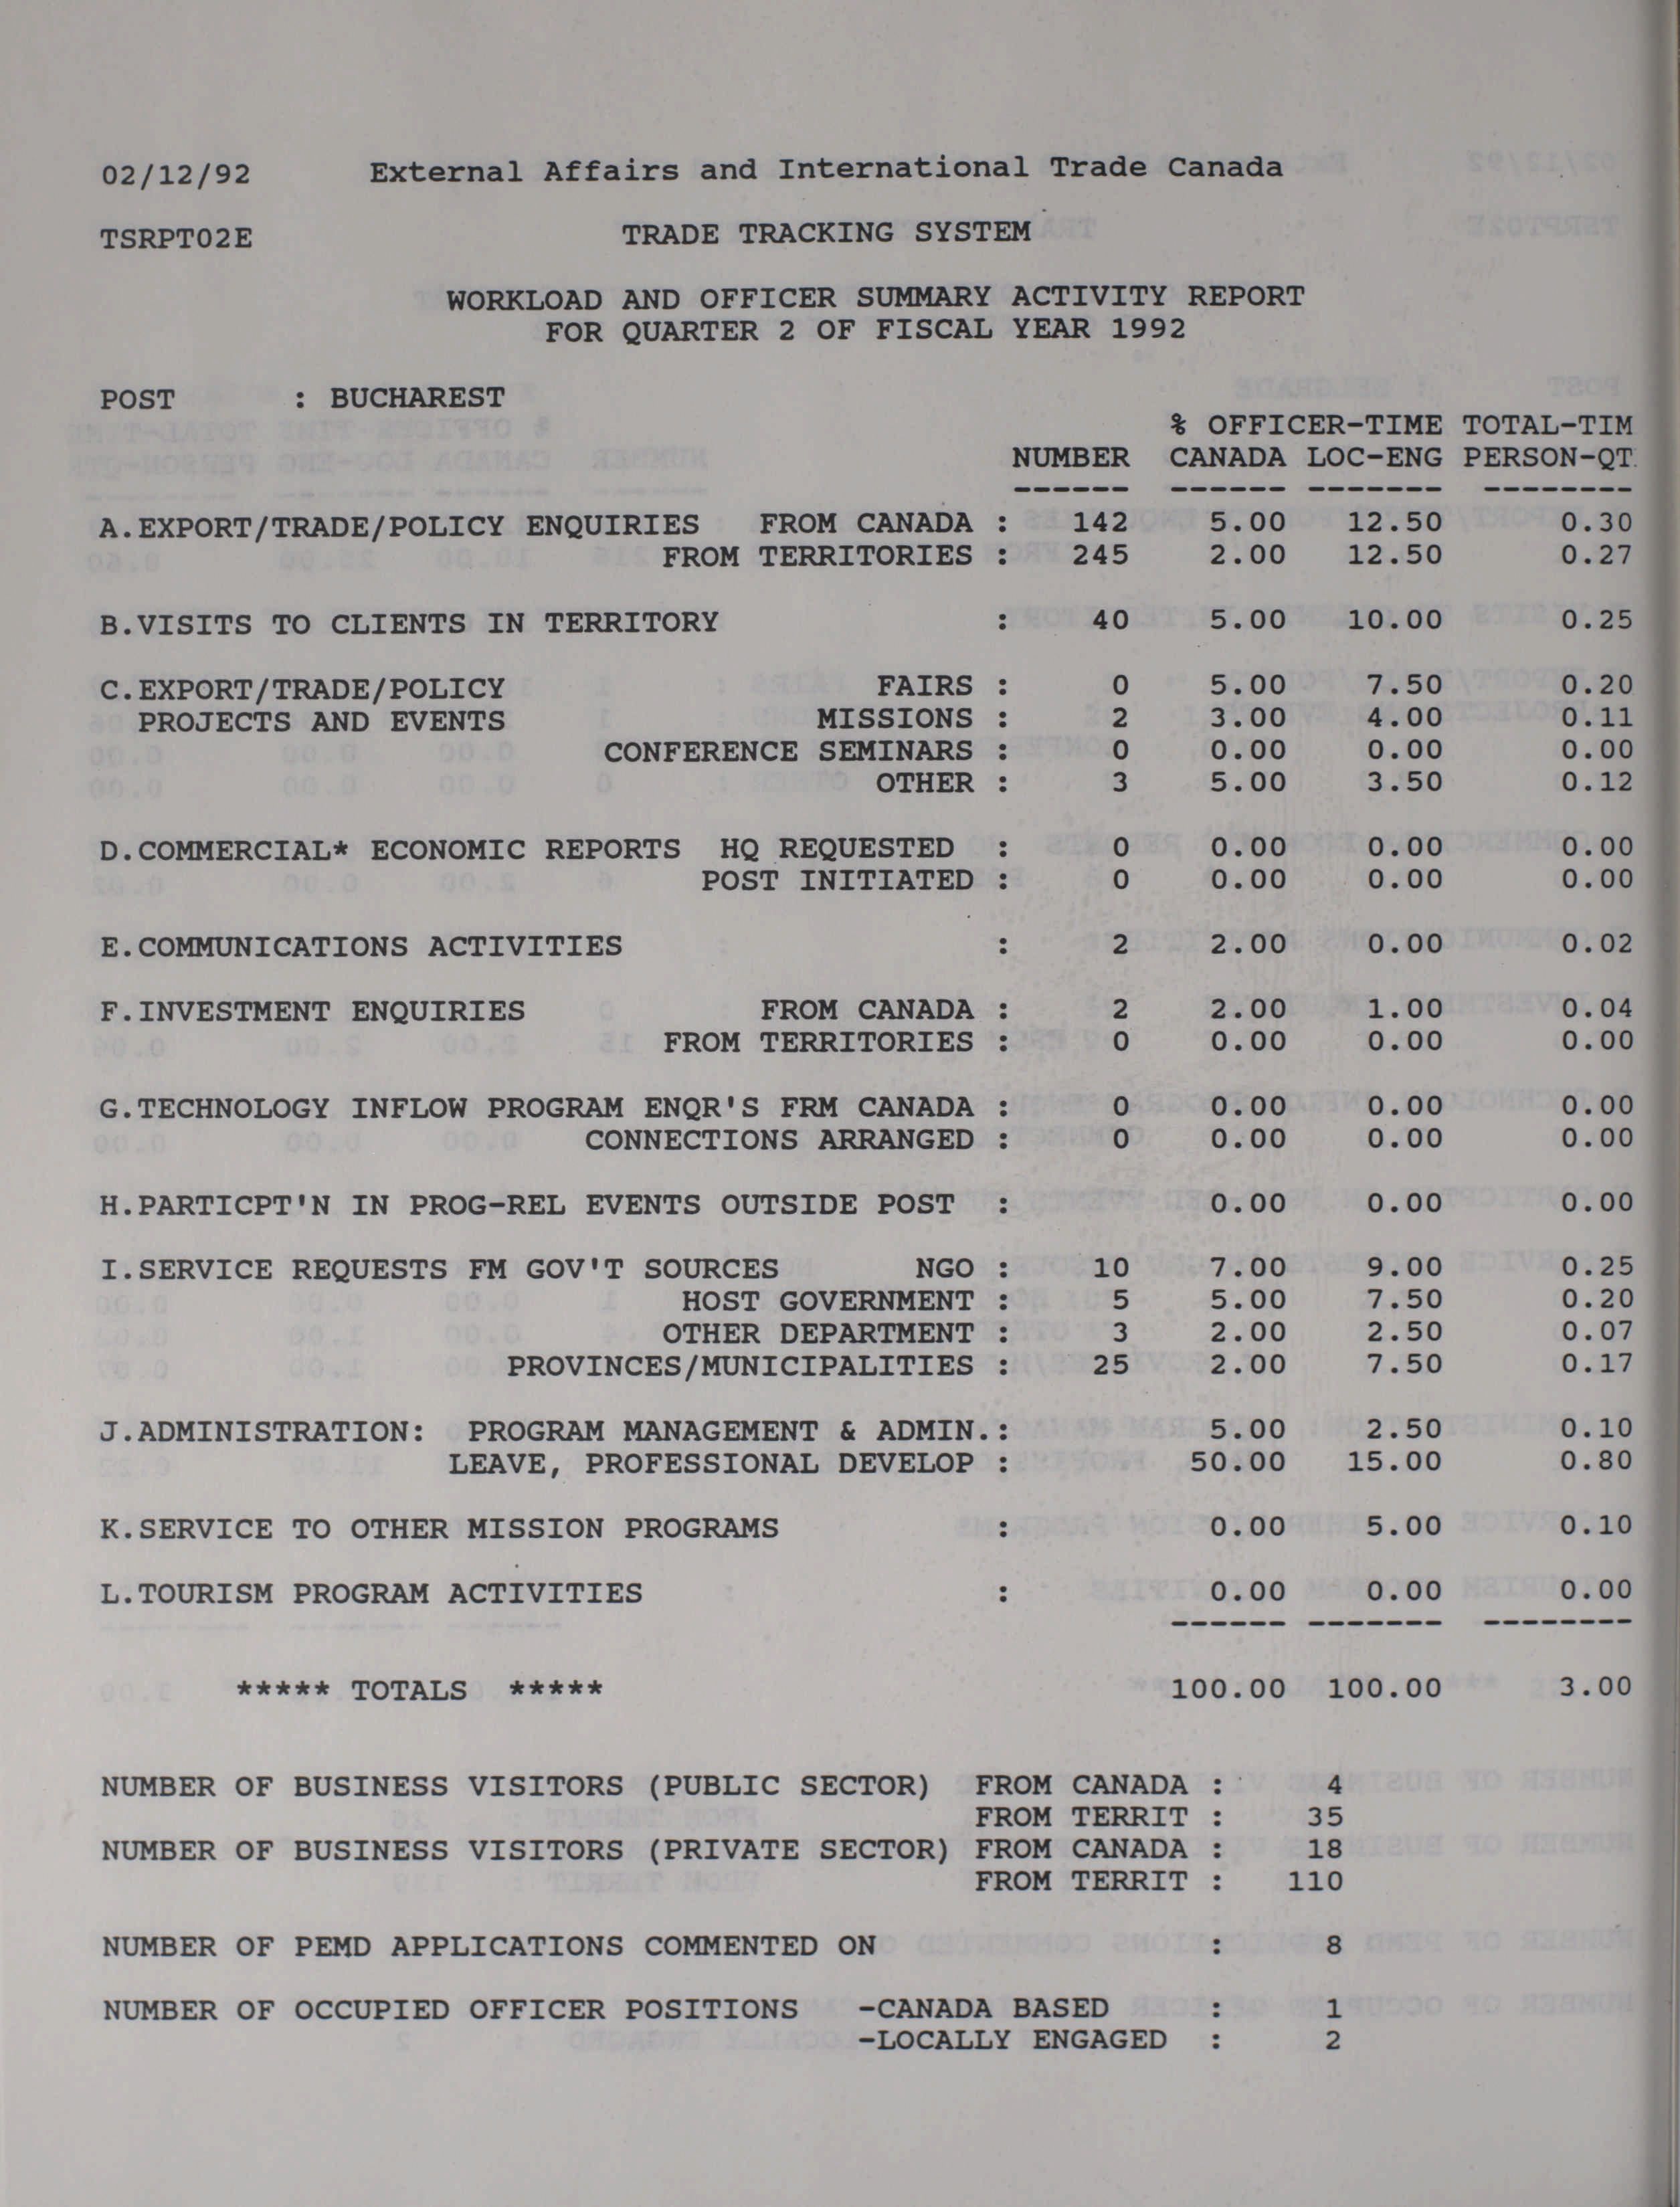 02/12/92 External Affairs and International Trade Canada
TSRPT02E TRADE TRACKING SYSTEM
WORKLOAD AND OFFICER SUMMARY ACTIVITY REPORT
FOR QUARTER 2 OF FISCAL YEAR 1992
POST : BUCHAREST
% OFFICER-TIME TOTAL-TIM
NUMBER CANADA LOC-ENG PERSON-QT
------ ------ ------- --------
A.EXPORT/TRADE/POLICY ENQUIRIES FROM CANADA : 142 5.00 12.50 0.30
FROM TERRITORIES : 245 2.00 12.50 0.27
B.VISITS TO CLIENTS IN TERRITORY : 40 5.00 10.00 0.25
C.EXPORT/TRADE/POLICY FAIRS : 0 5.00 7.50 0.20
PROJECTS AND EVENTS MISSIONS : 2 3.00 4.00 0.11
CONFERENCE SEMINARS : 0 0.00 0.00 0.00
OTHER : 3 5.00 3.50 0.12
D.COMMERCIAL* ECONOMIC REPORTS HQ REQUESTED : 0 0.00 0.00 0.00
POST INITIATED : 0 0.00 0.00 0.00
E.COMMUNICATIONS ACTIVITIES : 2 2.00 0.00 0.02
F.INVESTMENT ENQUIRIES FROM CANADA : 2 2.00 1.00 0.04
FROM TERRITORIES : 0 0.00 0.00 0.00
G.TECHNOLOGY INFLOW PROGRAM ENQR'S FRM CANADA : 0 0.00 0.00 0.00
CONNECTIONS ARRANGED : 0 0.00 0.00 0.00
H.PARTICPT'N IN PROG-REL EVENTS OUTSIDE POST : 0.00 0.00 0.00
I.SERVICE REQUESTS FM GOV'T SOURCES NGO : 10 7.00 9.00 0.25
HOST GOVERNMENT : 5 5.00 7.50 0.20
OTHER DEPARTMENT : 3 2.00 2.50 0.07
PROVINCES/MUNICIPALITIES : 25 2.00 7.50 0.17
J.ADMINISTRATION: PROGRAM MANAGEMENT & ADMIN.: 5.00 2.50 0.10
LEAVE, PROFESSIONAL DEVELOP : 50.00 15.00 0.80
K.SERVICE TO OTHER MISSION PROGRAMS : 0.00 5.00 0.10
L.TOURISM PROGRAM ACTIVITIES : 0.00 0.00 0.00
------ ------- --------
***** TOTALS ***** 100.00 100.00 3.00
NUMBER OF BUSINESS VISITORS (PUBLIC SECTOR) FROM CANADA : 4
FROM TERRIT : 35
NUMBER OF BUSINESS VISITORS (PRIVATE SECTOR) FROM CANADA : 18
FROM TERRIT : 110
NUMBER OF PEMD APPLICATIONS COMMENTED ON : 8
NUMBER OF OCCUPIED OFFICER POSITIONS -CANADA BASED : 1
-LOCALLY ENGAGED : 2